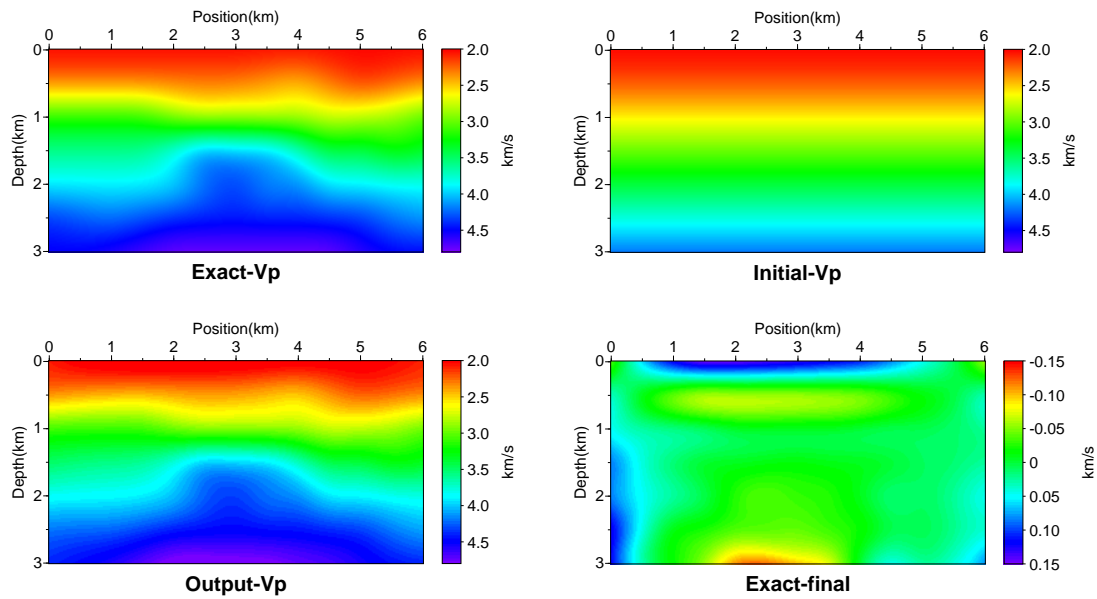 Position(km)
0 1 2 3 4 5 6
0
1
2
3
Depth(km)
2.0
2.5
3.0
3.5
4.0
4.5
km/s
Exact-Vp
Position(km)
0 1 2 3 4 5 6
0
1
2
3
Depth(km)
2.0
2.5
3.0
3.5
4.0
4.5
km/s
Initial-Vp
Position(km)
0 1 2 3 4 5 6
0
1
2
3
Depth(km)
2.0
2.5
3.0
3.5
4.0
4.5
km/s
Output-Vp
Position(km)
0 1 2 3 4 5 6
0
1
2
3
Depth(km)
-0.15
-0.10
-0.05
0
0.05
0.10
0.15
km/s
Exact-final